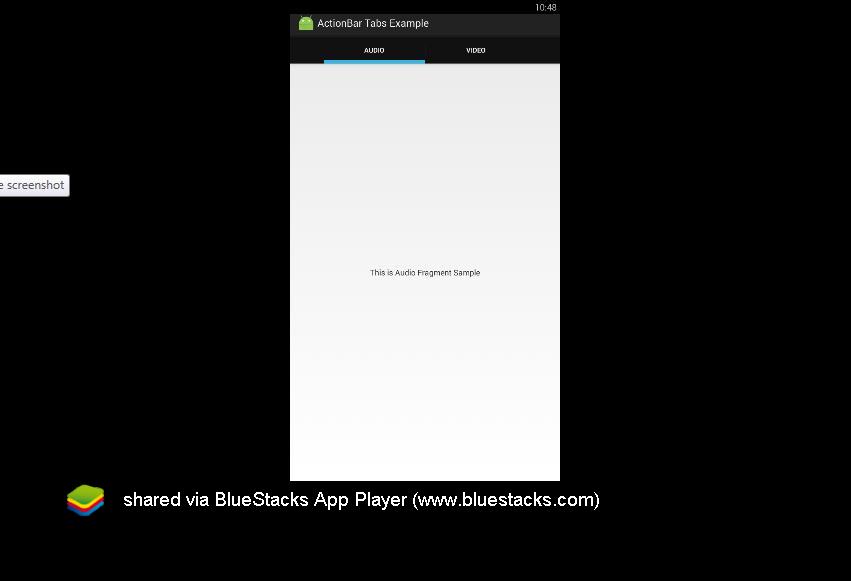 10:48
ActionBar Tabs Example
AUDIO VIDEO
e screenshot
This is Audio Fragment Sample
shared via BlueStacks App Player (www.bluestacks.com)